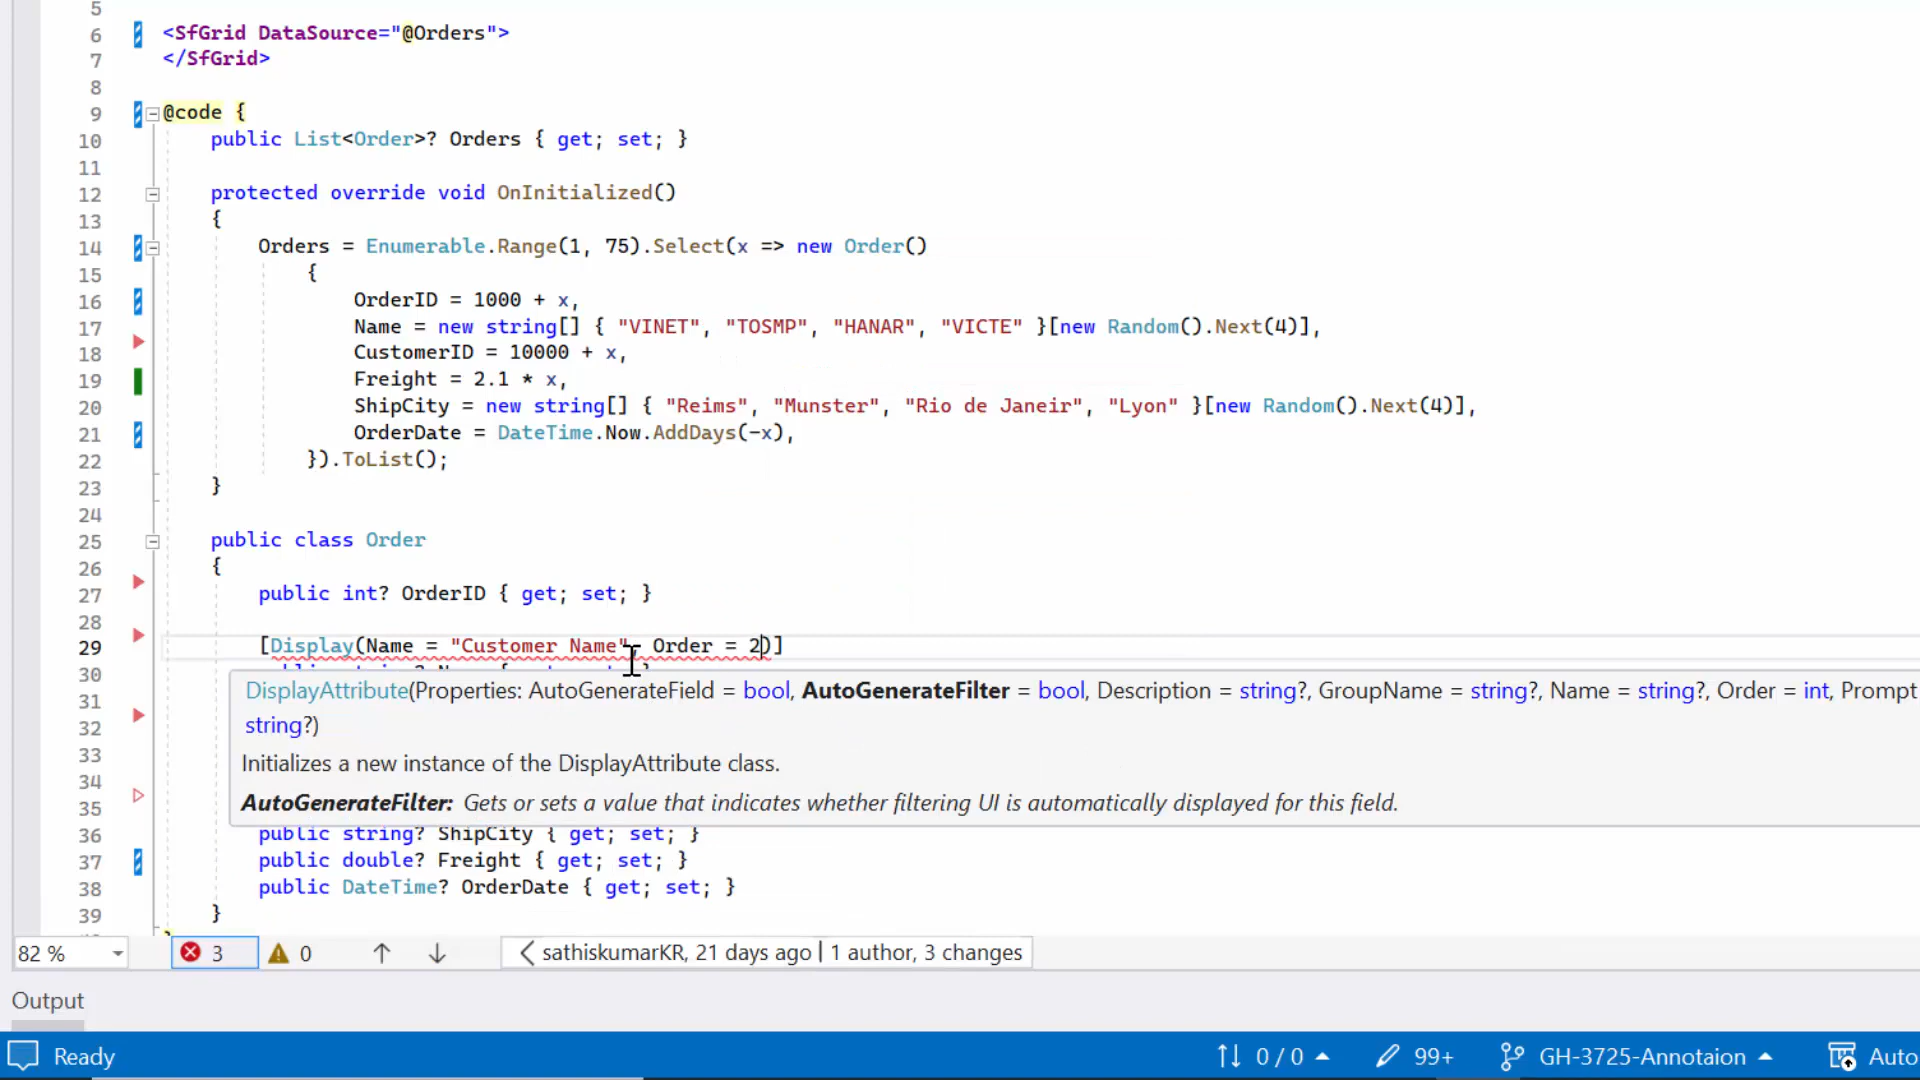 5
6 <SfGrid DataSource="@Orders">
7 </SfGrid>
8
9 @code {
10 public List<Order>? Orders { get; set; }
11
12 protected override void OnInitialized()
13 {
14 Orders = Enumerable.Range(1, 75).Select(x => new Order()
15 {
16 OrderID = 1000 + x,
17 Name = new string[] { "VINET", "TOSMP", "HANAR", "VICTE" }[new Random().Next(4)],
18 CustomerID = 10000 + x,
19 Freight = 2.1 * x,
20 ShipCity = new string[] { "Reims", "Munster", "Rio de Janeir", "Lyon" }[new Random().Next(4)],
21 OrderDate = DateTime.Now.AddDays(-x),
22 }).ToList();
23 }
24
25 public class Order
26 {
27 public int? OrderID { get; set; }
28
29 [Display(Name = "Customer Name", Order = 2)]
30
31 DisplayAttribute(Properties: AutoGenerateField = bool, AutoGenerateFilter = bool, Description = string?, GroupName = string?, Name = string?, Order = int, Prompt
32 string?)
33 Initializes a new instance of the DisplayAttribute class.
34
35 AutoGenerateFilter: Gets or sets a value that indicates whether filtering UI is automatically displayed for this field.
36 public string? ShipCity { get; set; }
37 public double? Freight { get; set; }
38 public DateTime? OrderDate { get; set; }
39 }
82 % 3 0 sathiskumarKR, 21 days ago | 1 author, 3 changes
Output
Ready 0 / 0 99+ GH-3725-Annotaion Auto